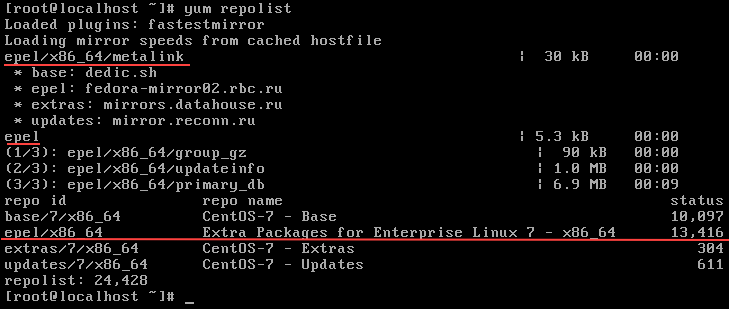 [root@localhost ~]# yum repolist
Loaded plugins: fastestmirror
Loading mirror speeds from cached hostfile
epel/x86_64/metalink | 30 kB 00:00
* base: dedic.sh
* epel: fedora-mirror02.rbc.ru
* extras: mirrors.datahouse.ru
* updates: mirror.reconn.ru
epel | 5.3 kB 00:00
(1/3): epel/x86_64/group_gz | 90 kB 00:00
(2/3): epel/x86_64/updateinfo | 1.0 MB 00:00
(3/3): epel/x86_64/primary_db | 6.9 MB 00:09
repo id repo name status
base/7/x86_64 CentOS-7 - Base 10,097
epel/x86_64 Extra Packages for Enterprise Linux 7 - x86_64 13,416
extras/7/x86_64 CentOS-7 - Extras 304
updates/7/x86_64 CentOS-7 - Updates 611
repolist: 24,428
[root@localhost ~]# _